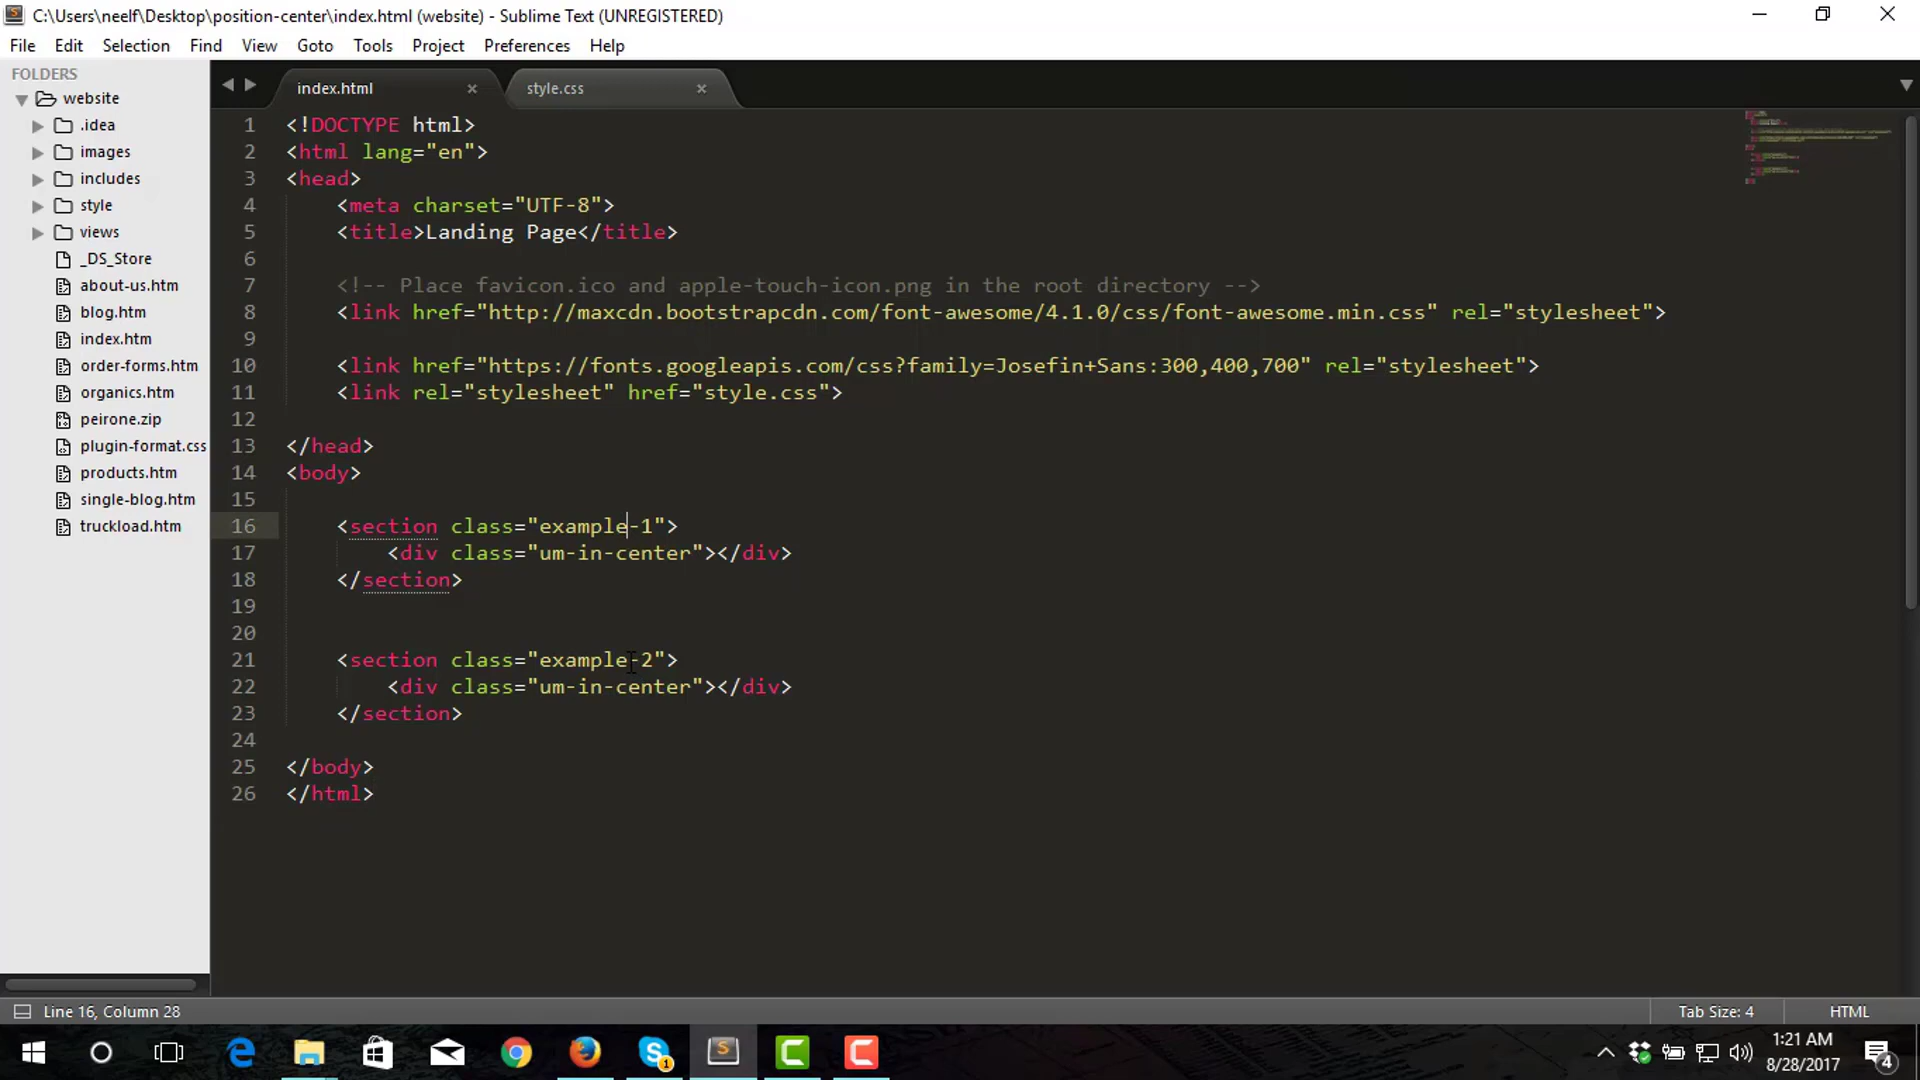 C:\Users\neelf\Desktop\position-center\index.html (website) - Sublime Text (UNREGISTERED)
File Edit Selection Find View Goto Tools Project Preferences Help
FOLDERS
website
.idea
images
includes
style
views
_DS_Store
about-us.htm
blog.htm
index.htm
order-forms.htm
organics.htm
peirone.zip
plugin-format.css
products.htm
single-blog.htm
truckload.htm
index.html style.css
1 <!DOCTYPE html>
2 <html lang="en">
3 <head>
4 <meta charset="UTF-8">
5 <title>Landing Page</title>
6
7 <!-- Place favicon.ico and apple-touch-icon.png in the root directory -->
8 <link href="http://maxcdn.bootstrapcdn.com/font-awesome/4.1.0/css/font-awesome.min.css" rel="stylesheet">
9
10 <link href="https://fonts.googleapis.com/css?family=Josefin+Sans:300,400,700" rel="stylesheet">
11 <link rel="stylesheet" href="style.css">
12
13 </head>
14 <body>
15
16 <section class="example-1">
17 <div class="um-in-center"></div>
18 </section>
19
20
21 <section class="example-2">
22 <div class="um-in-center"></div>
23 </section>
24
25 </body>
26 </html>
Line 16, Column 28 Tab Size: 4 HTML
1:21 AM
8/28/2017
1
4